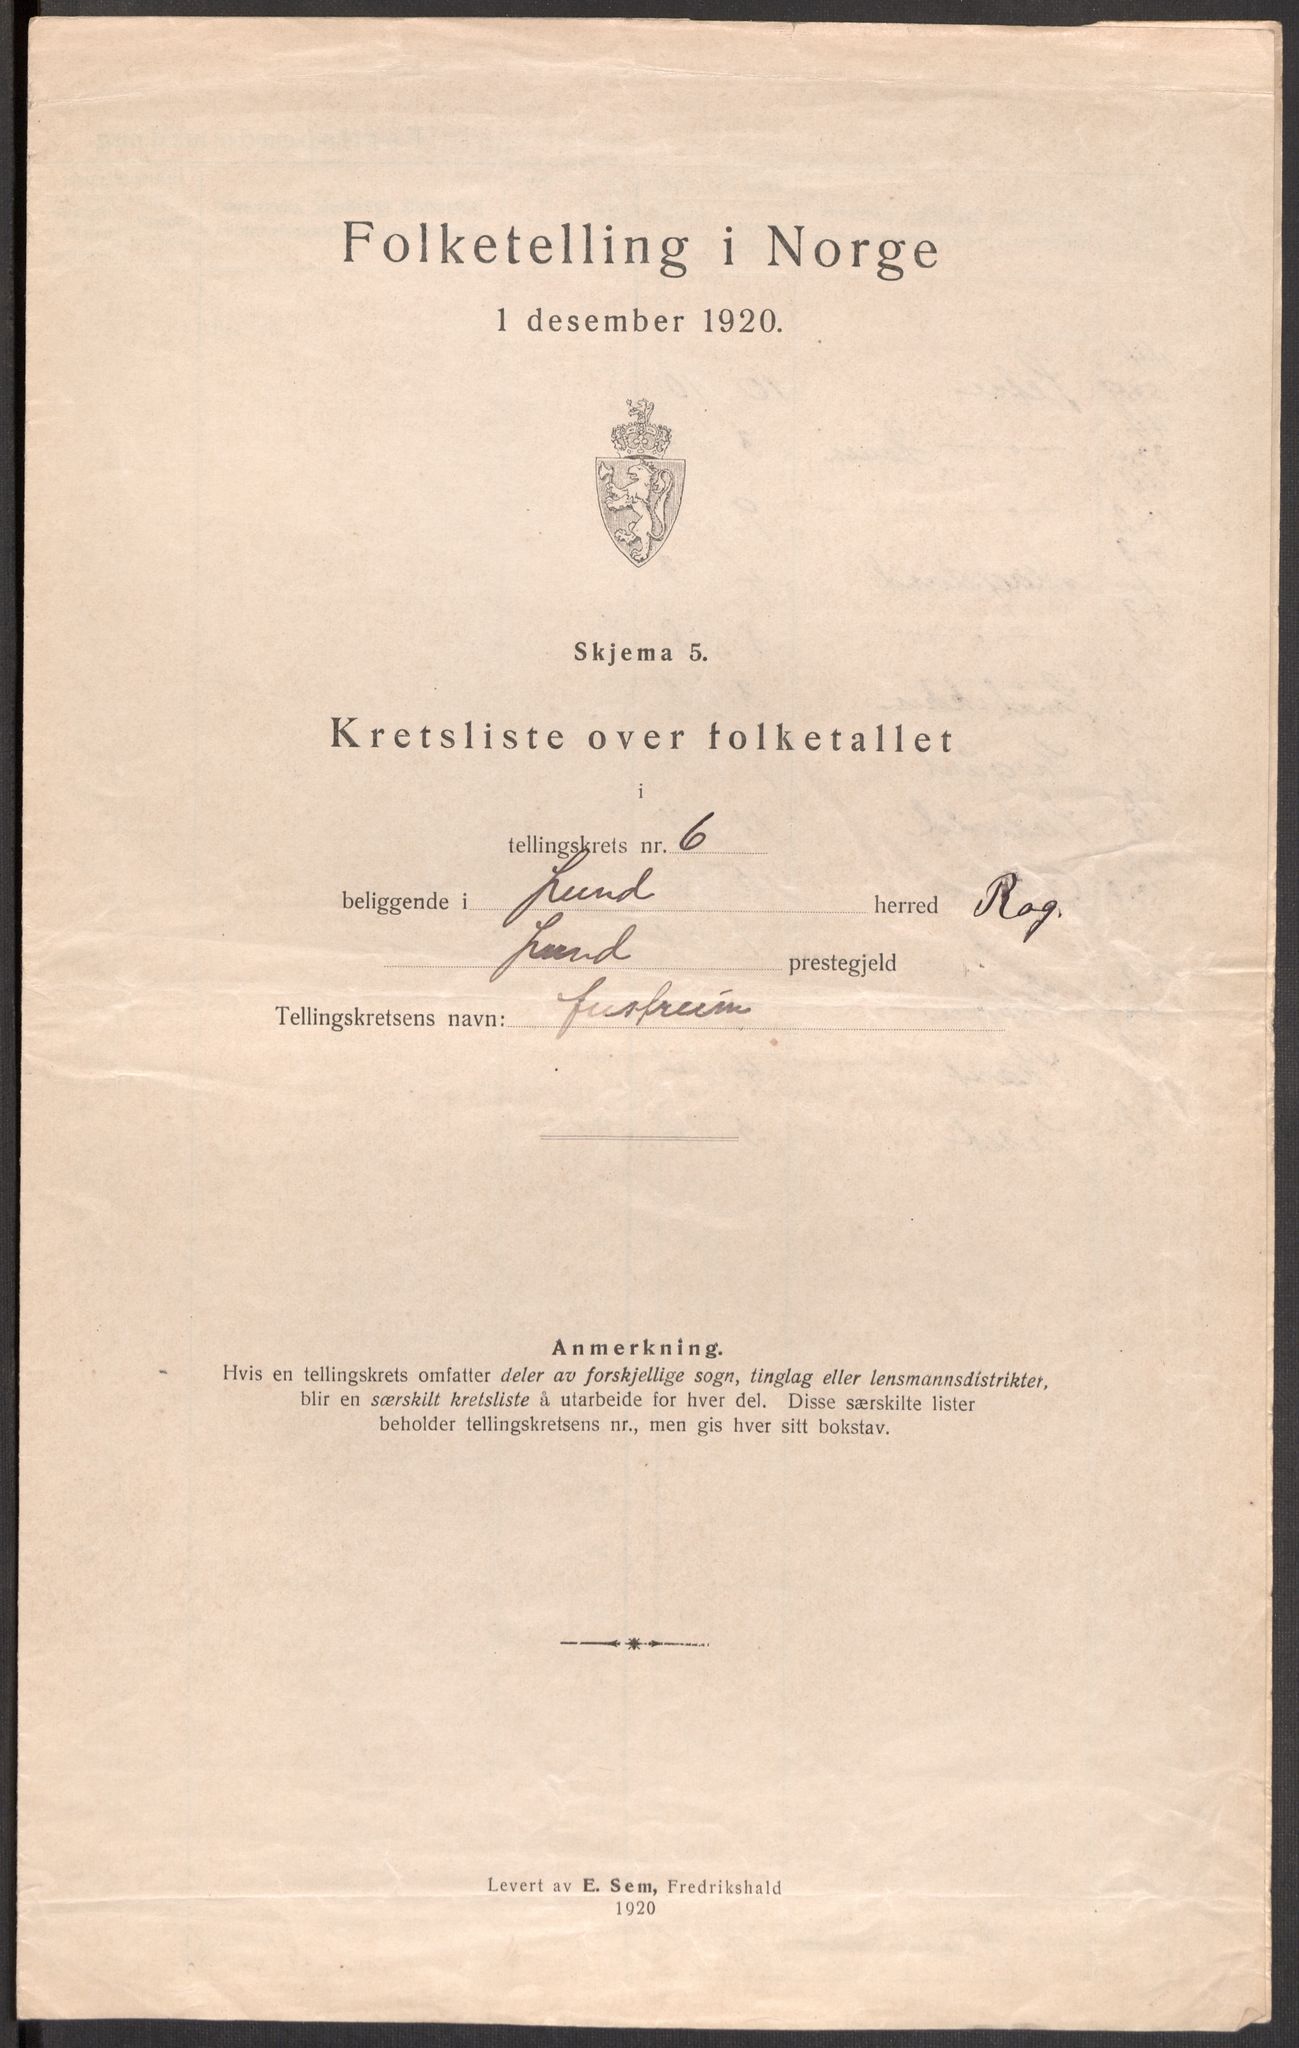 Folketelling i Norge
1 desember 1920.
Skjema 5.
Kretsliste over folketallet
i
tellingskrets nr. 6
beliggende i Lund herred Rog.
Lund prestegjeld
Tellingskretsens navn:
Anmerkning.
Hvis en tellingskrets omfatter deler av forskjellige sogn, tinglag eller lensmannsdistrikter,
blir en særskilt kretsliste å utarbeide for hver del. Disse særskilte lister
beholder tellingskretsens nr., men gis hver sitt bokstav.
Levert av E. Sem, Fredrikshald
1920